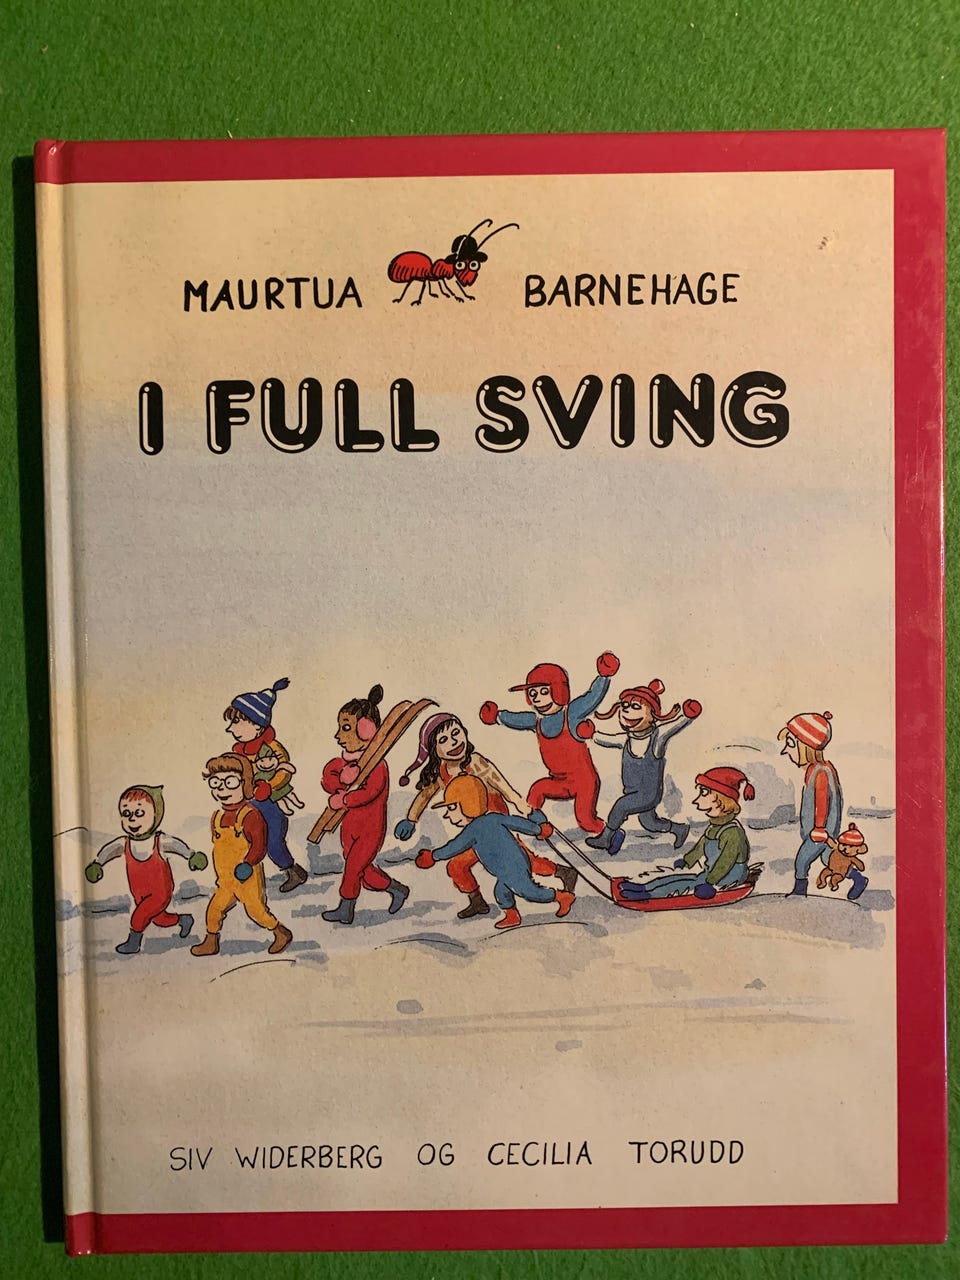 MAURTUA BARNEHAGE
I FULL SVING
SIV WIDERBERG OG CECILIA TORUDD